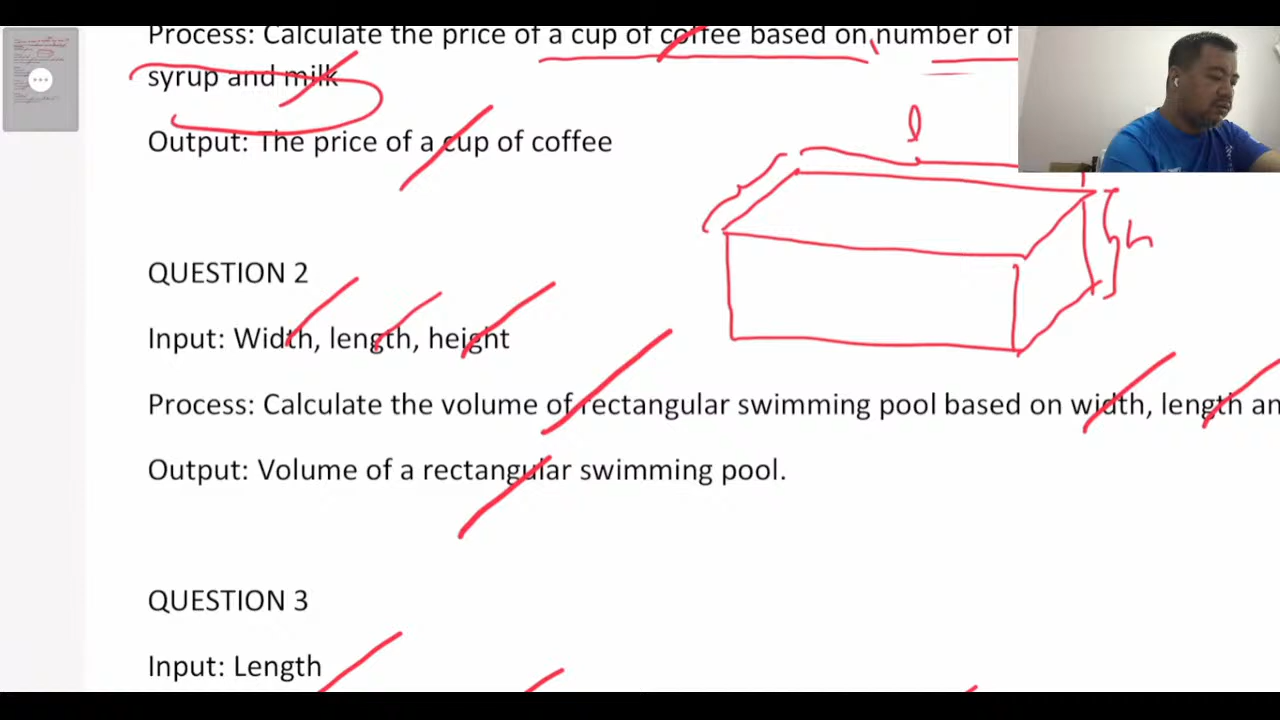 Process: Calculate the price of a cup of coffee based on number of
l
syrup and milk
Output: The price of a cup of coffee
h
QUESTION 2
Input: Width, length, height
Process: Calculate the volume of rectangular swimming pool based on width, length an
Output: Volume of a rectangular swimming pool.
QUESTION 3
Input: Length